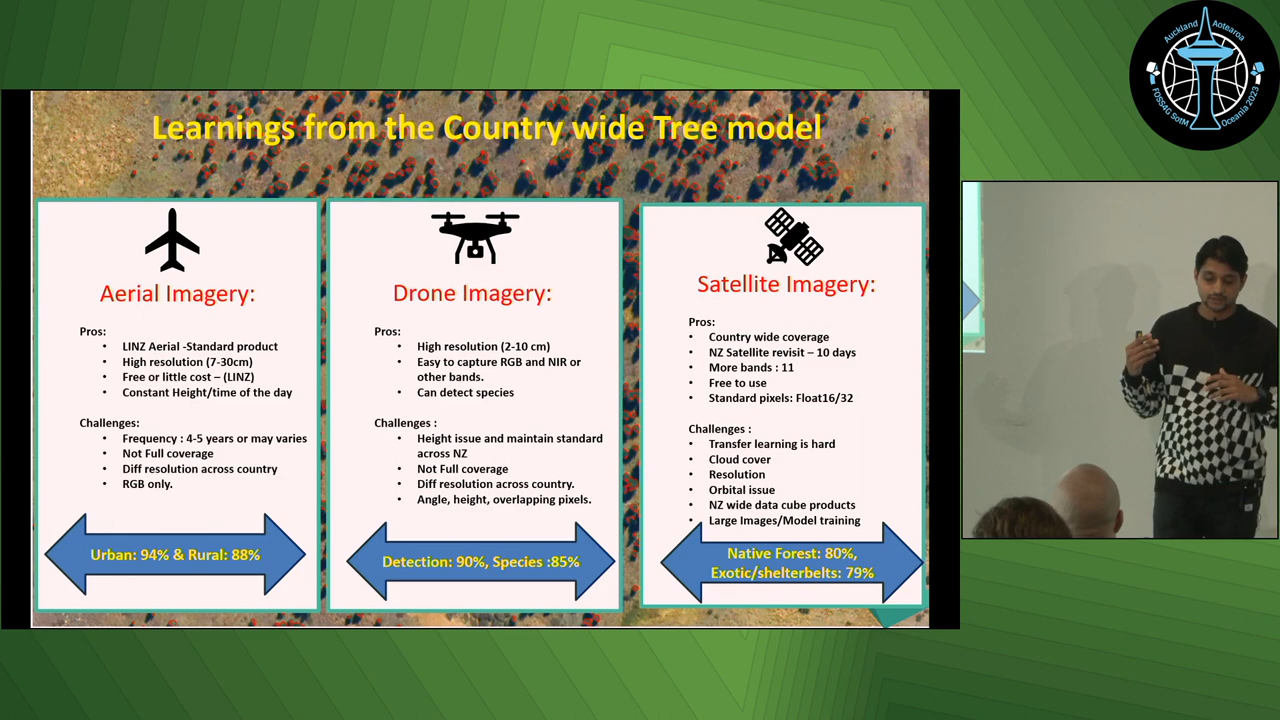 Learnings from the Country wide Tree model
Aerial Imagery:
Pros:
• LINZ Aerial -Standard product
• High resolution (7-30cm)
• Free or little cost – (LINZ)
• Constant Height/time of the day
Challenges:
• Frequency : 4-5 years or may varies
• Not Full coverage
• Diff resolution across country
• RGB only.
Urban: 94% & Rural: 88%
Drone Imagery:
Pros:
• High resolution (2-10 cm)
• Easy to capture RGB and NIR or
other bands.
• Can detect species
Challenges :
• Height issue and maintain standard
across NZ
• Not Full coverage
• Diff resolution across country.
• Angle, height, overlapping pixels.
Detection: 90%, Species :85%
Satellite Imagery:
Pros:
• Country wide coverage
• NZ Satellite revisit – 10 days
• More bands : 11
• Free to use
• Standard pixels: Float16/32
Challenges :
• Transfer learning is hard
• Cloud cover
• Resolution
• Orbital issue
• NZ wide data cube products
• Large Images/Model training
Native Forest: 80%,
Exotic/shelterbelts: 79%
Auckland Aotearoa
FOSS4G SotM Oceania 2023